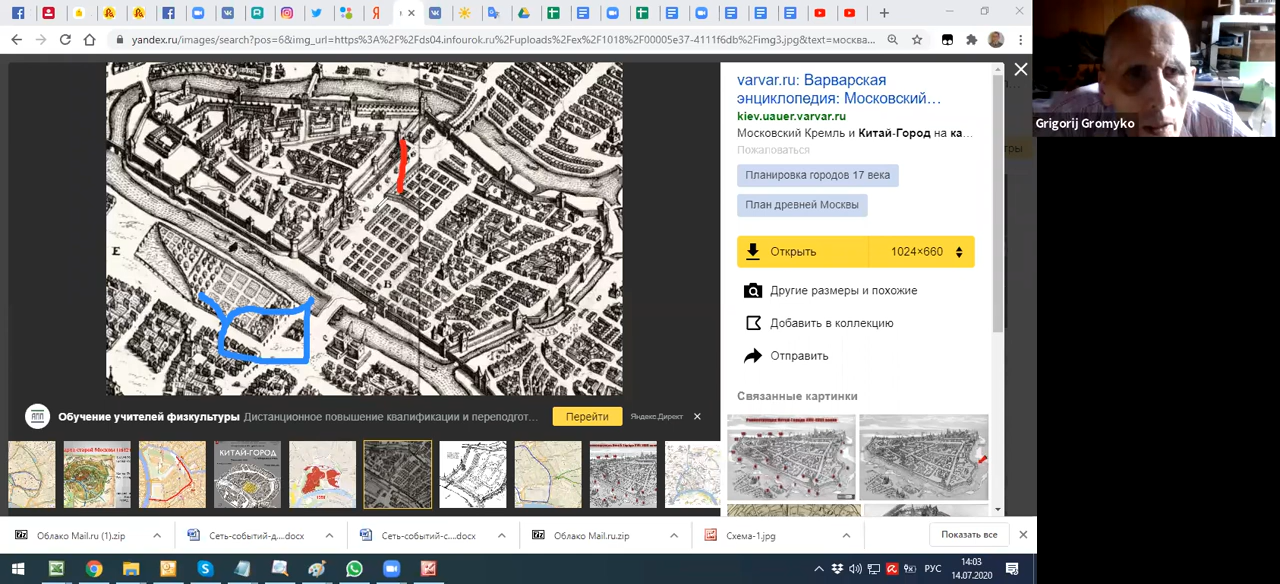 yandex.ru/images/search?pos=6&img_url=https%3A%2F%2Fds04.infourok.ru%2Fuploads%2Fex%2F1018%2F00005e37-4111f6db%2Fimg3.jpg&text=москва...
Grigorij Gromyko
varvar.ru: Варварская
энциклопедия: Московский…
kiev.uauer.varvar.ru
Московский Кремль и Китай-Город на ка…
Пожаловаться
Планировка городов 17 века
План древней Москвы
Открыть 1024×660
Другие размеры и похожие
Добавить в коллекцию
Отправить
Связанные картинки
E
C
B
Обучение учителей физкультуры Дистанционное повышение квалификации и переподгот… Перейти Яндекс.Директ
КИТАЙ-ГОРОД
Облако Mail.ru (1).zip
Сеть-событий-д....docx
Сеть-событий-с....docx
Облако Mail.ru.zip
Схема-1.jpg
Показать все
РУС
14:03
14.07.2020